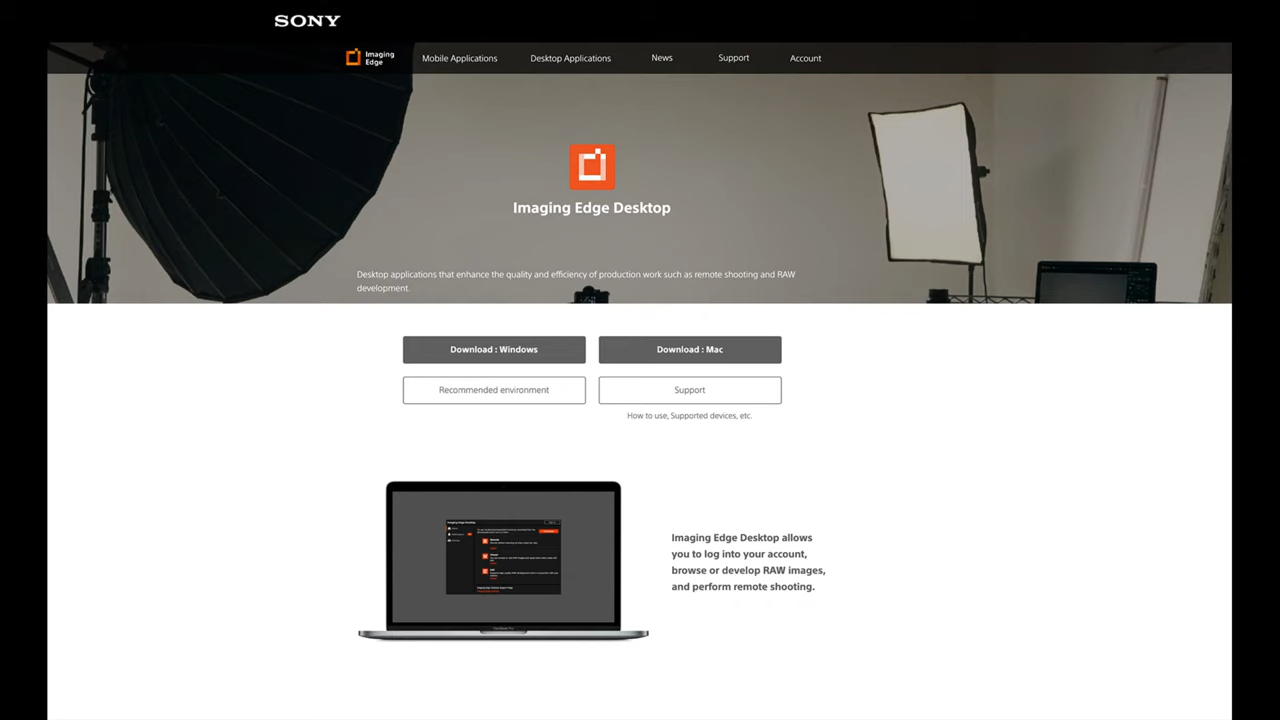 SONY
Imaging
Edge
Mobile Applications
Desktop Applications
News
Support
Account
Imaging Edge Desktop
Desktop applications that enhance the quality and efficiency of production work such as remote shooting and RAW
development.
Download : Windows
Download : Mac
Recommended environment
Support
How to use, Supported devices, etc.
Imaging Edge Desktop
Imaging Edge Desktop allows
you to log into your account,
browse or develop RAW images,
and perform remote shooting.